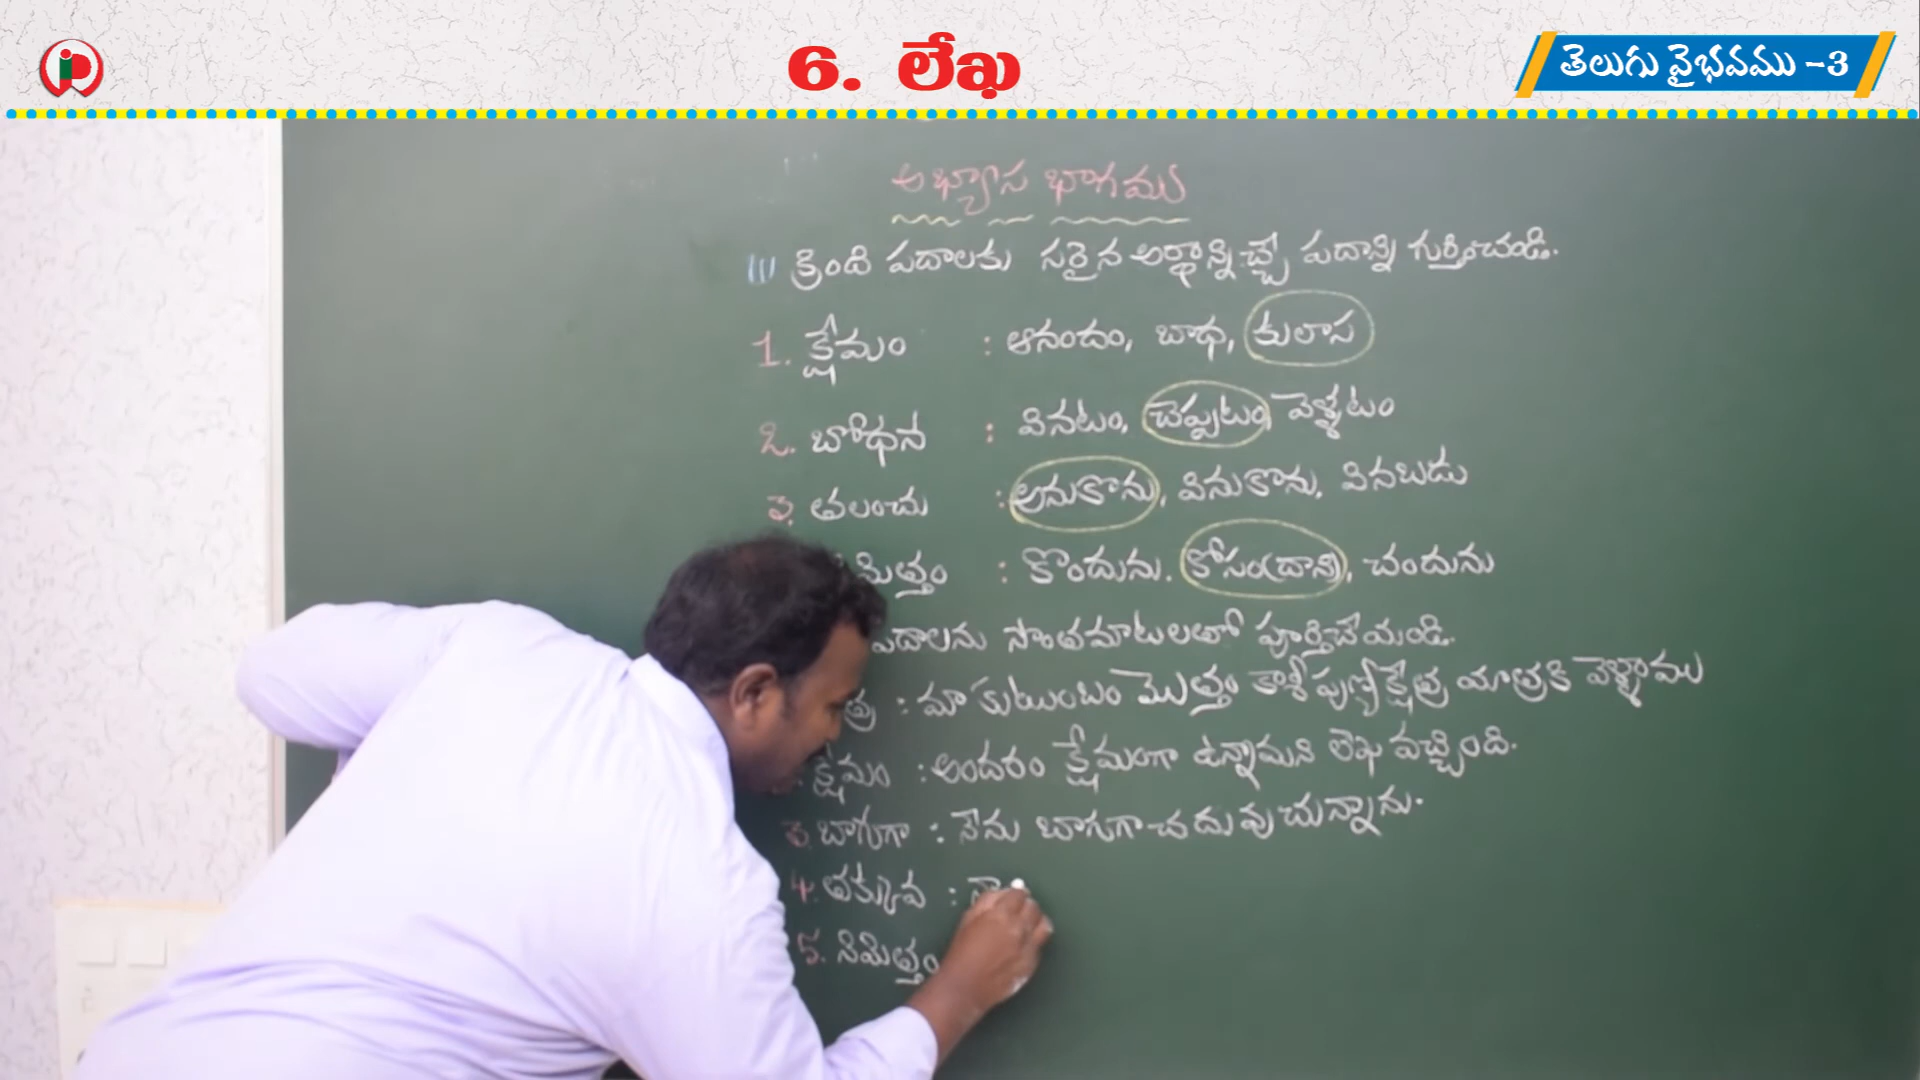 6. లేఖ
తెలుగు వైభవము -3
అభ్యాస భాగము
III క్రింది పదాలకు సరైన అర్థాన్నిచ్చే పదాన్ని గుర్తించండి.
1. క్షేమం : ఆనందం, బాధ, కులాస
2. బోధన : వినటం, చెప్పటం, వెళ్ళటం
3. తలంచు : అనుకొను, వినుకొను, వినబడు
మిత్తం : కొందును. కోసం(దాని), చందును
పదాలను సొంతమాటలతో పూర్తిచేయండి.
త్ర : మా కుటుంబం మొత్తం కాశీ పుణ్యక్షేత్ర యాత్రకి వెళ్ళాము
క్షేమం : అందరం క్షేమంగా ఉన్నామని లేఖ వచ్చింది.
3. బాగుగా : నేను బాగుగా చదువుచున్నాను.
4. తక్కువ : నా
5. నిమిత్తం